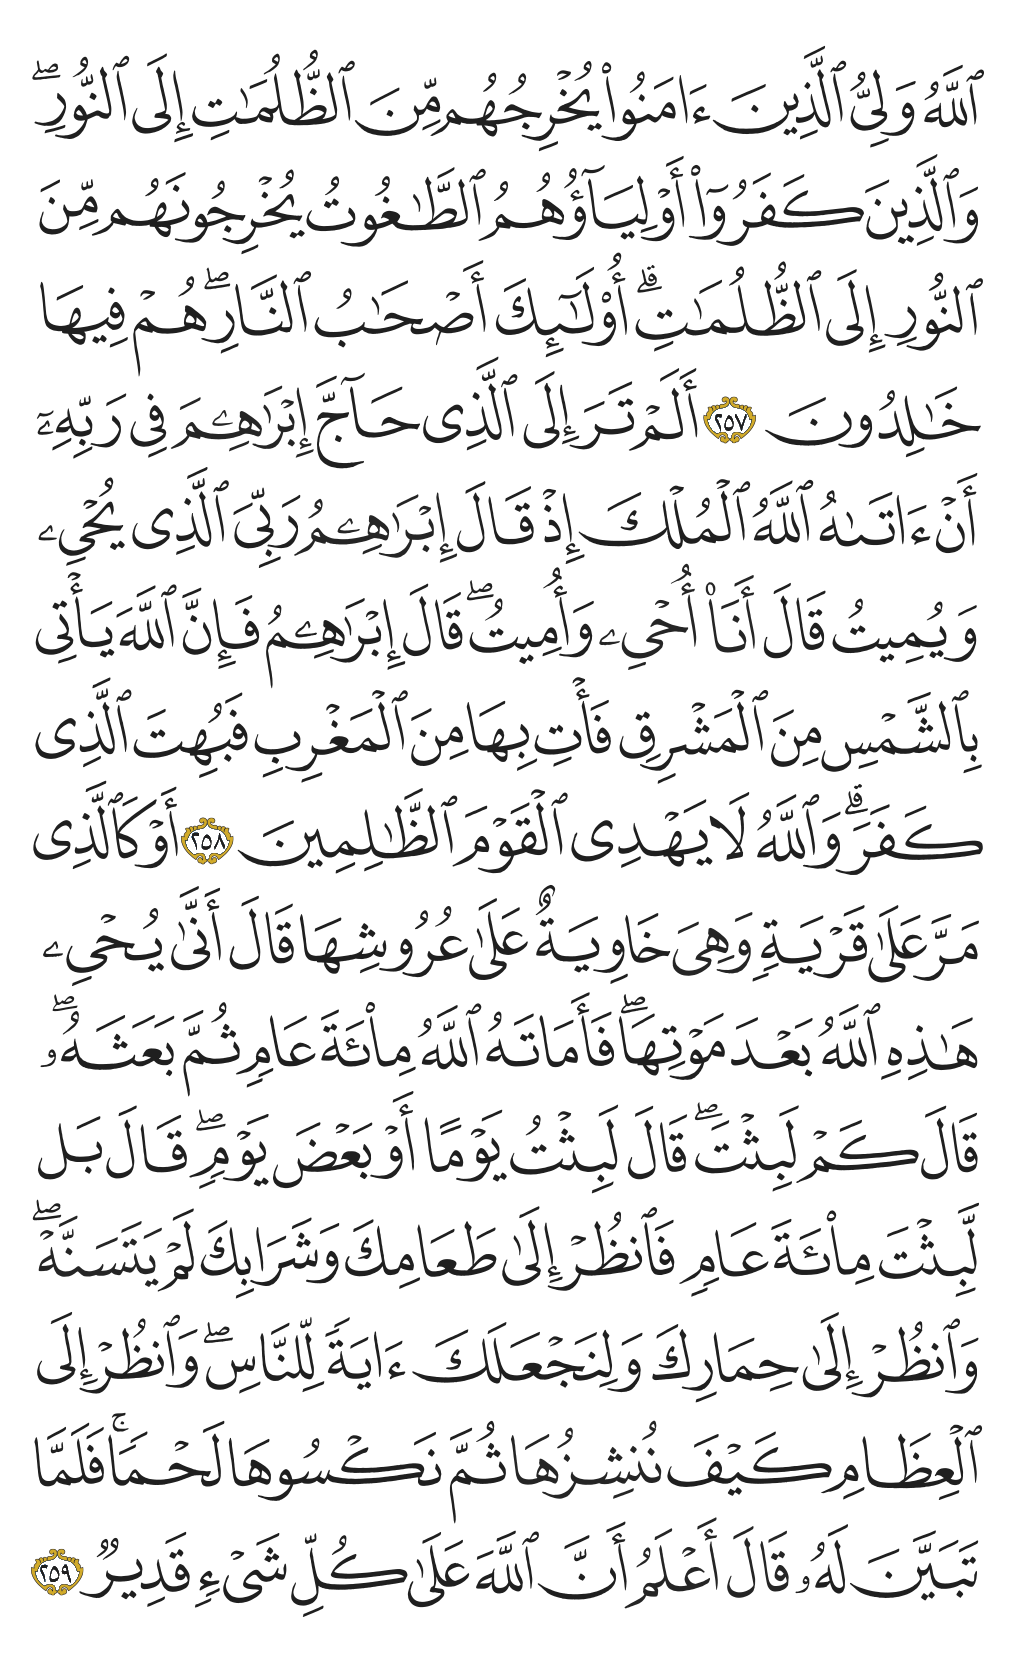 ٱللَّهُ وَلِىُّ ٱلَّذِينَ ءَامَنُوا۟ يُخْرِجُهُم مِّنَ ٱلظُّلُمَٰتِ إِلَى ٱلنُّورِ ۖ
وَٱلَّذِينَ كَفَرُوٓا۟ أَوْلِيَآؤُهُمُ ٱلطَّٰغُوتُ يُخْرِجُونَهُم مِّنَ
ٱلنُّورِ إِلَى ٱلظُّلُمَٰتِ ۗ أُو۟لَٰٓئِكَ أَصْحَٰبُ ٱلنَّارِ ۖ هُمْ فِيهَا
خَٰلِدُونَ ٢٥٧ أَلَمْ تَرَ إِلَى ٱلَّذِى حَآجَّ إِبْرَٰهِـۧمَ فِى رَبِّهِۦٓ
أَنْ ءَاتَىٰهُ ٱللَّهُ ٱلْمُلْكَ إِذْ قَالَ إِبْرَٰهِـۧمُ رَبِّىَ ٱلَّذِى يُحْىِۦ
وَيُمِيتُ قَالَ أَنَا۠ أُحْىِۦ وَأُمِيتُ ۖ قَالَ إِبْرَٰهِـۧمُ فَإِنَّ ٱللَّهَ يَأْتِى
بِٱلشَّمْسِ مِنَ ٱلْمَشْرِقِ فَأْتِ بِهَا مِنَ ٱلْمَغْرِبِ فَبُهِتَ ٱلَّذِى
كَفَرَ ۗ وَٱللَّهُ لَا يَهْدِى ٱلْقَوْمَ ٱلظَّٰلِمِينَ ٢٥٨ أَوْ كَٱلَّذِى
مَرَّ عَلَىٰ قَرْيَةٍ وَهِىَ خَاوِيَةٌ عَلَىٰ عُرُوشِهَا قَالَ أَنَّىٰ يُحْىِۦ
هَٰذِهِ ٱللَّهُ بَعْدَ مَوْتِهَا ۖ فَأَمَاتَهُ ٱللَّهُ مِا۟ئَةَ عَامٍ ثُمَّ بَعَثَهُۥ ۖ
قَالَ كَمْ لَبِثْتَ ۖ قَالَ لَبِثْتُ يَوْمًا أَوْ بَعْضَ يَوْمٍ ۖ قَالَ بَل
لَّبِثْتَ مِا۟ئَةَ عَامٍ فَٱنظُرْ إِلَىٰ طَعَامِكَ وَشَرَابِكَ لَمْ يَتَسَنَّهْ ۖ
وَٱنظُرْ إِلَىٰ حِمَارِكَ وَلِنَجْعَلَكَ ءَايَةً لِّلنَّاسِ ۖ وَٱنظُرْ إِلَى
ٱلْعِظَامِ كَيْفَ نُنشِزُهَا ثُمَّ نَكْسُوهَا لَحْمًا ۚ فَلَمَّا
تَبَيَّنَ لَهُۥ قَالَ أَعْلَمُ أَنَّ ٱللَّهَ عَلَىٰ كُلِّ شَىْءٍ قَدِيرٌ ٢٥٩